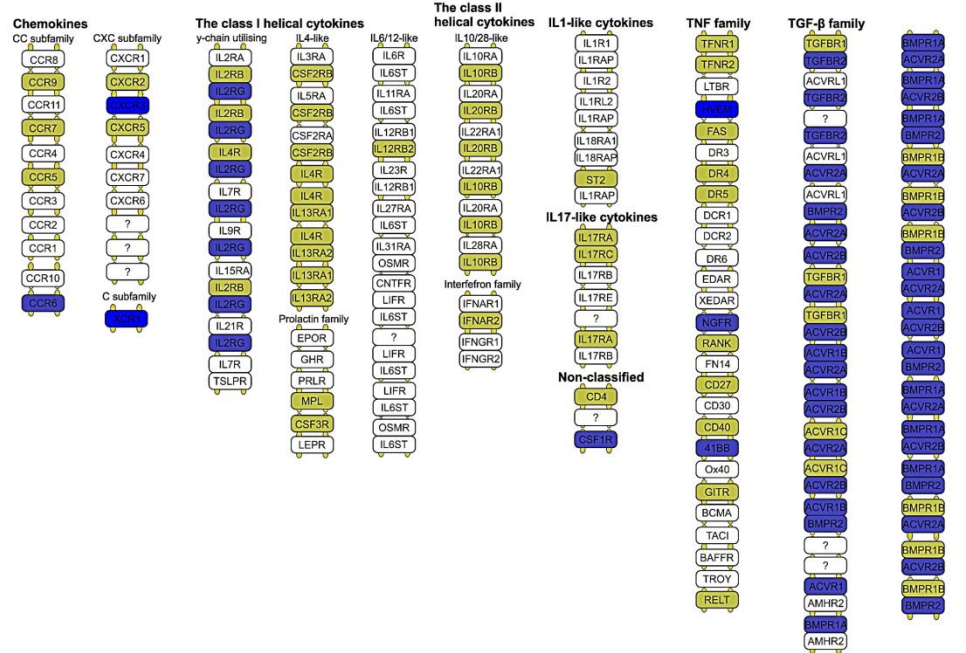 Chemokines
CC subfamily
CCR8
CCR9
CCR11
CCR7
CCR4
CCR5
CCR3
CCR2
CCR1
CCR10
CCR6
CXC subfamily
CXCR1
CXCR2
CXCR3
CXCR5
CXCR4
CXCR7
CXCR6
?
?
?
C subfamily
XCR1
The class I helical cytokines
y-chain utilising
IL2RA
IL2RB
IL2RG
IL2RB
IL2RG
IL4R
IL2RG
IL7R
IL2RG
IL9R
IL2RG
IL15RA
IL2RB
IL2RG
IL21R
IL2RG
IL7R
TSLPR
IL4-like
IL3RA
CSF2RB
IL5RA
CSF2RB
CSF2RA
CSF2RB
IL4R
IL4R
IL13RA1
IL4R
IL13RA2
IL13RA1
IL13RA2
Prolactin family
EPOR
GHR
PRLR
MPL
CSF3R
LEPR
IL6/12-like
IL6R
IL6ST
IL11RA
IL6ST
IL12RB1
IL12RB2
IL23R
IL12RB1
IL27RA
IL6ST
IL31RA
OSMR
CNTFR
LIFR
IL6ST
?
LIFR
IL6ST
LIFR
IL6ST
OSMR
IL6ST
The class II
helical cytokines
IL10/28-like
IL10RA
IL10RB
IL20RA
IL20RB
IL22RA1
IL20RB
IL22RA1
IL10RB
IL20RA
IL10RB
IL28RA
IL10RB
Interfefron family
IFNAR1
IFNAR2
IFNGR1
IFNGR2
IL1-like cytokines
IL1R1
IL1RAP
IL1R2
IL1RL2
IL1RAP
IL18RA1
IL18RAP
ST2
IL1RAP
IL17-like cytokines
IL17RA
IL17RC
IL17RB
IL17RE
?
IL17RA
IL17RB
Non-classified
CD4
?
CSF1R
TNF family
TFNR1
TFNR2
LTBR
HVEM
FAS
DR3
DR4
DR5
DCR1
DCR2
DR6
EDAR
XEDAR
NGFR
RANK
FN14
CD27
CD30
CD40
41BB
Ox40
GITR
BCMA
TACI
BAFFR
TROY
RELT
TGF-β family
TGFBR1
TGFBR2
ACVRL1
TGFBR2
?
TGFBR2
ACVRL1
ACVR2A
ACVRL1
BMPR2
ACVR2A
ACVR2B
TGFBR1
ACVR2A
TGFBR1
ACVR2B
ACVR1B
ACVR2A
ACVR1B
ACVR2B
ACVR1C
ACVR2A
ACVR1C
ACVR2B
ACVR1B
BMPR2
?
?
ACVR1
AMHR2
BMPR1A
AMHR2
BMPR1A
ACVR2A
BMPR1A
ACVR2B
BMPR1A
BMPR2
BMPR1B
ACVR2A
BMPR1B
ACVR2B
BMPR1B
BMPR2
ACVR1
ACVR2A
ACVR1
ACVR2B
ACVR1
BMPR2
ACVR1
ACVR2A
BMPR1A
ACVR2A
BMPR1A
BMPR2
BMPR1B
ACVR2A
BMPR1B
ACVR2B
BMPR1B
BMPR2